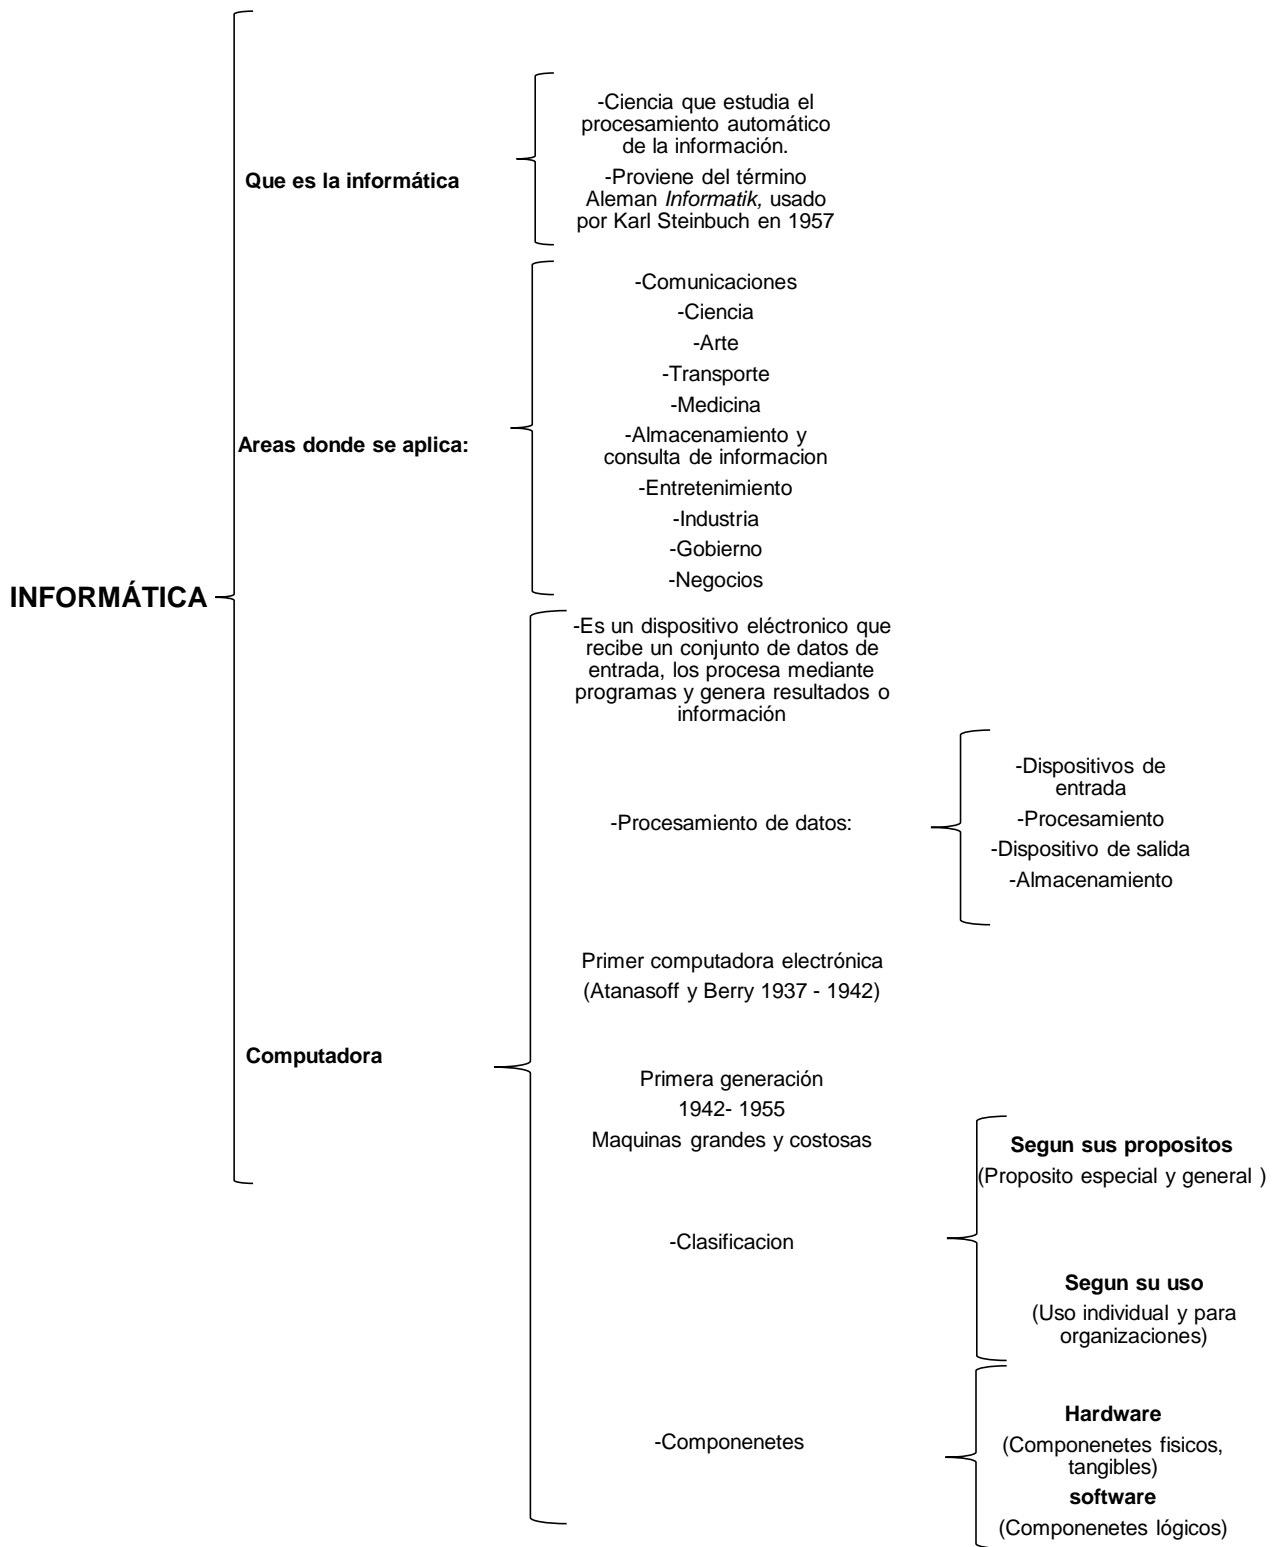 INFORMÁTICA
Que es la informática
-Ciencia que estudia el
procesamiento automático
de la información.
-Proviene del término
Aleman Informatik, usado
por Karl Steinbuch en 1957
Areas donde se aplica:
-Comunicaciones
-Ciencia
-Arte
-Transporte
-Medicina
-Almacenamiento y
consulta de informacion
-Entretenimiento
-Industria
-Gobierno
-Negocios
Computadora
-Es un dispositivo eléctronico que
recibe un conjunto de datos de
entrada, los procesa mediante
programas y genera resultados o
información
-Procesamiento de datos:
-Dispositivos de
entrada
-Procesamiento
-Dispositivo de salida
-Almacenamiento
Primer computadora electrónica
(Atanasoff y Berry 1937 - 1942)
Primera generación
1942- 1955
Maquinas grandes y costosas
-Clasificacion
Segun sus propositos
(Proposito especial y general )
Segun su uso
(Uso individual y para
organizaciones)
-Componenetes
Hardware
(Componenetes fisicos,
tangibles)
software
(Componenetes lógicos)